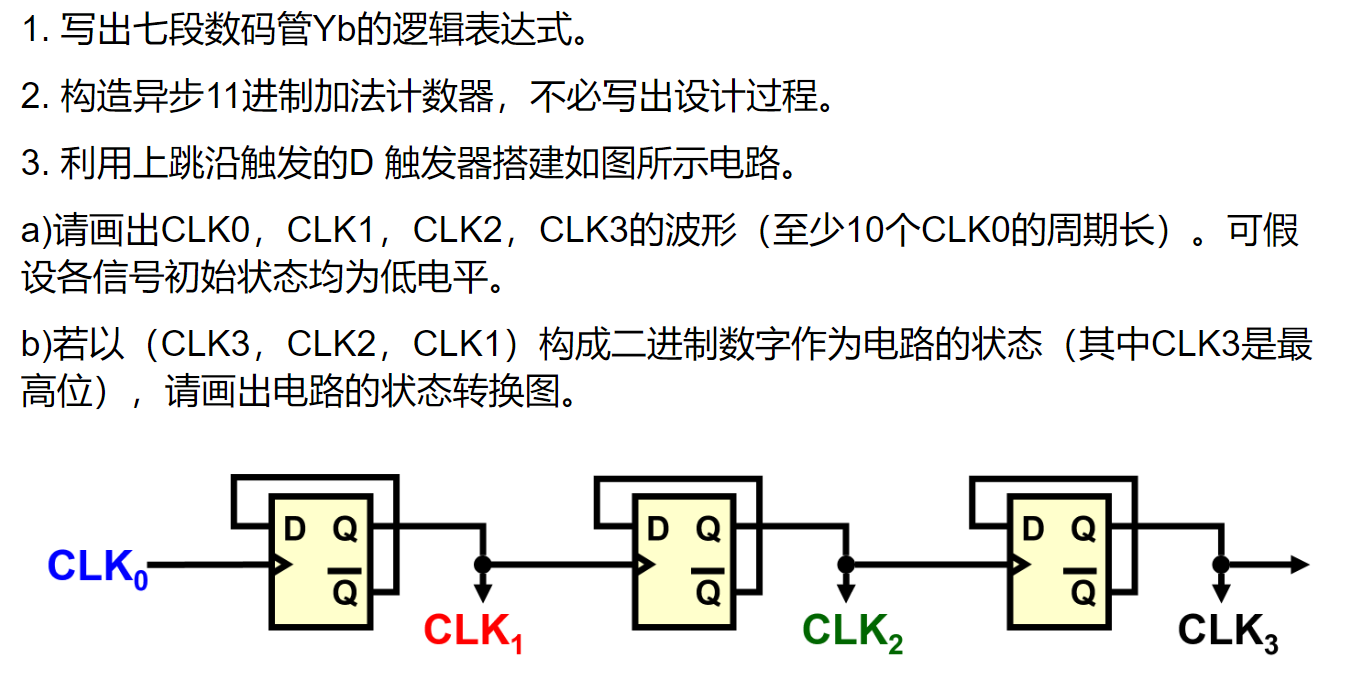 1. 写出七段数码管Yb的逻辑表达式。
2. 构造异步11进制加法计数器，不必写出设计过程。
3. 利用上跳沿触发的D 触发器搭建如图所示电路。
a)请画出CLK0，CLK1，CLK2，CLK3的波形（至少10个CLK0的周期长）。可假
设各信号初始状态均为低电平。
b)若以（CLK3，CLK2，CLK1）构成二进制数字作为电路的状态（其中CLK3是最
高位），请画出电路的状态转换图。
D Q D Q D Q
CLK₀
Q̅ Q̅ Q̅
CLK₁ CLK₂ CLK₃